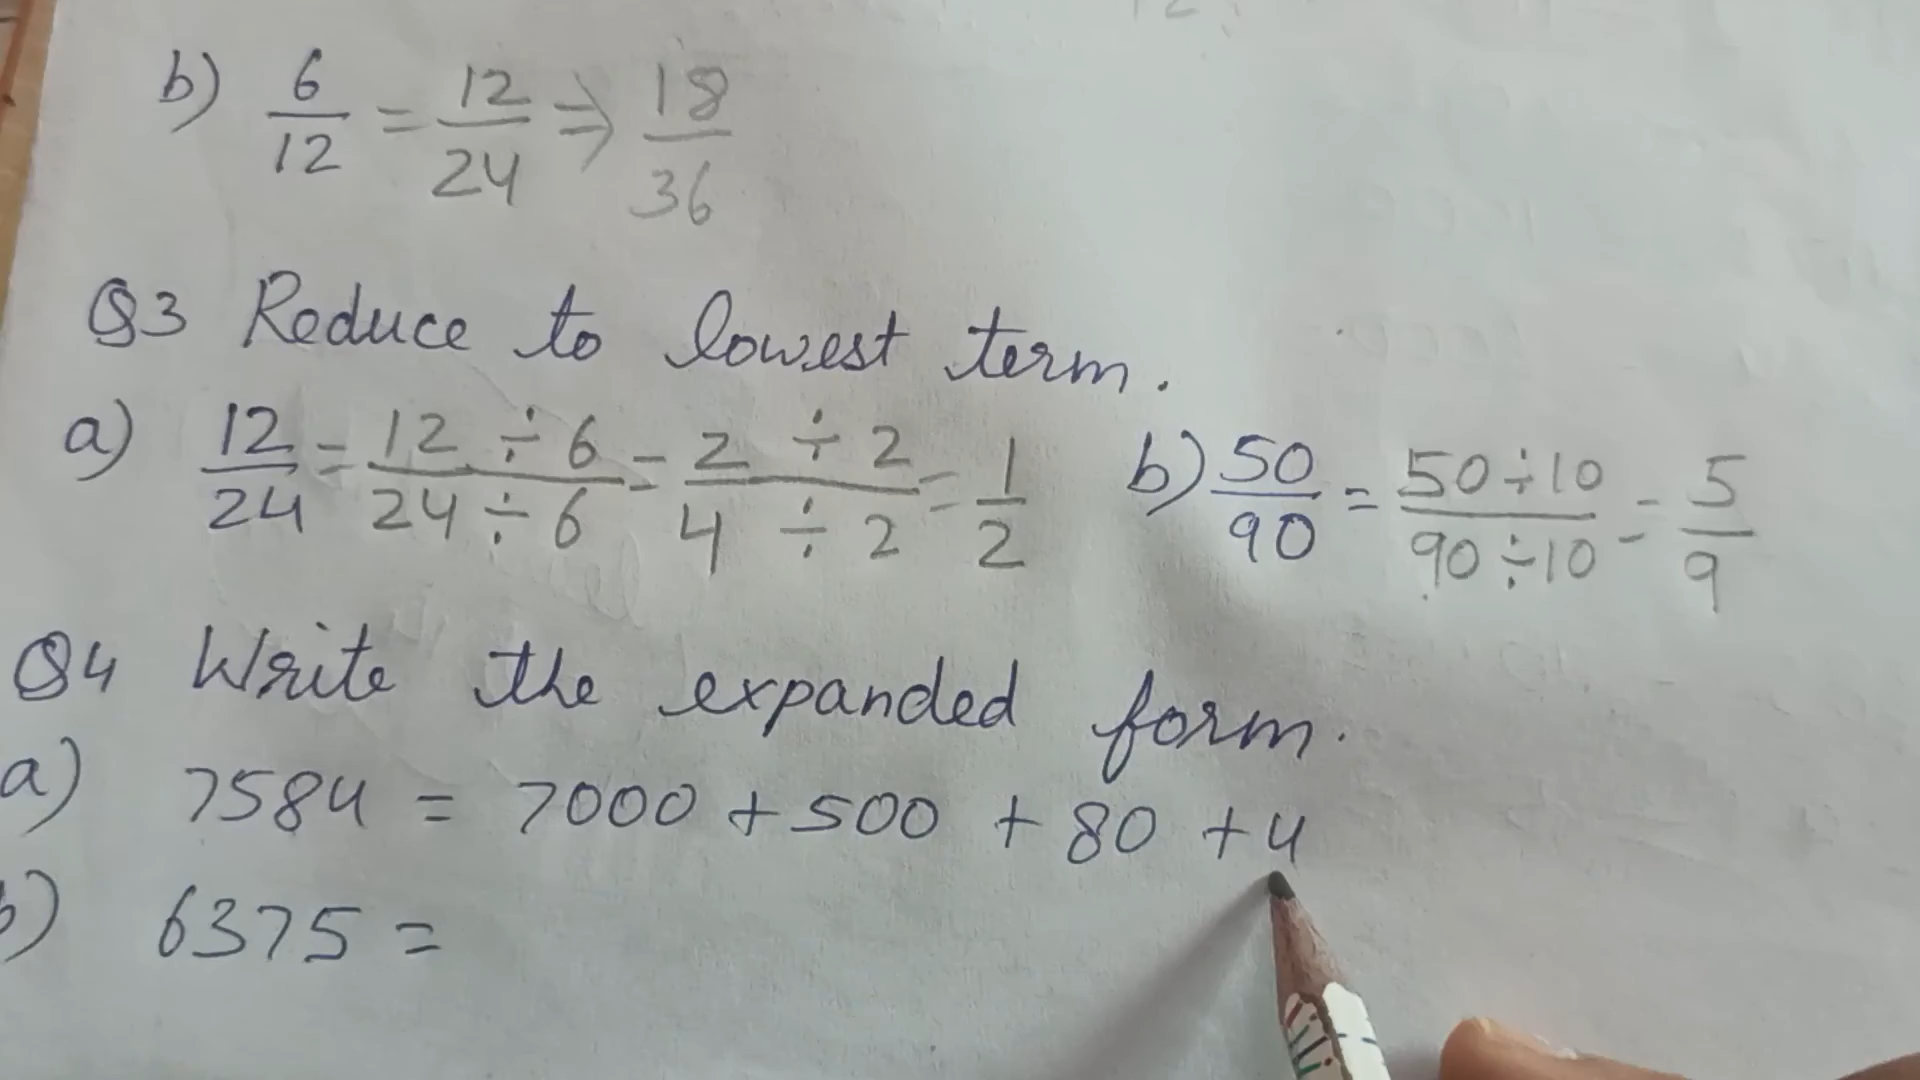 b) 6/12 = 12/24 ⇒ 18/36
Q3 Reduce to lowest term.
a) 12/24 = 12 ÷ 6/24 ÷ 6 = 2 ÷ 2/4 ÷ 2 = 1/2 b) 50/90 = 50 ÷ 10/90 ÷ 10 = 5/9
Q4 Write the expanded form.
a) 7584 = 7000 + 500 + 80 + 4
b) 6375 =